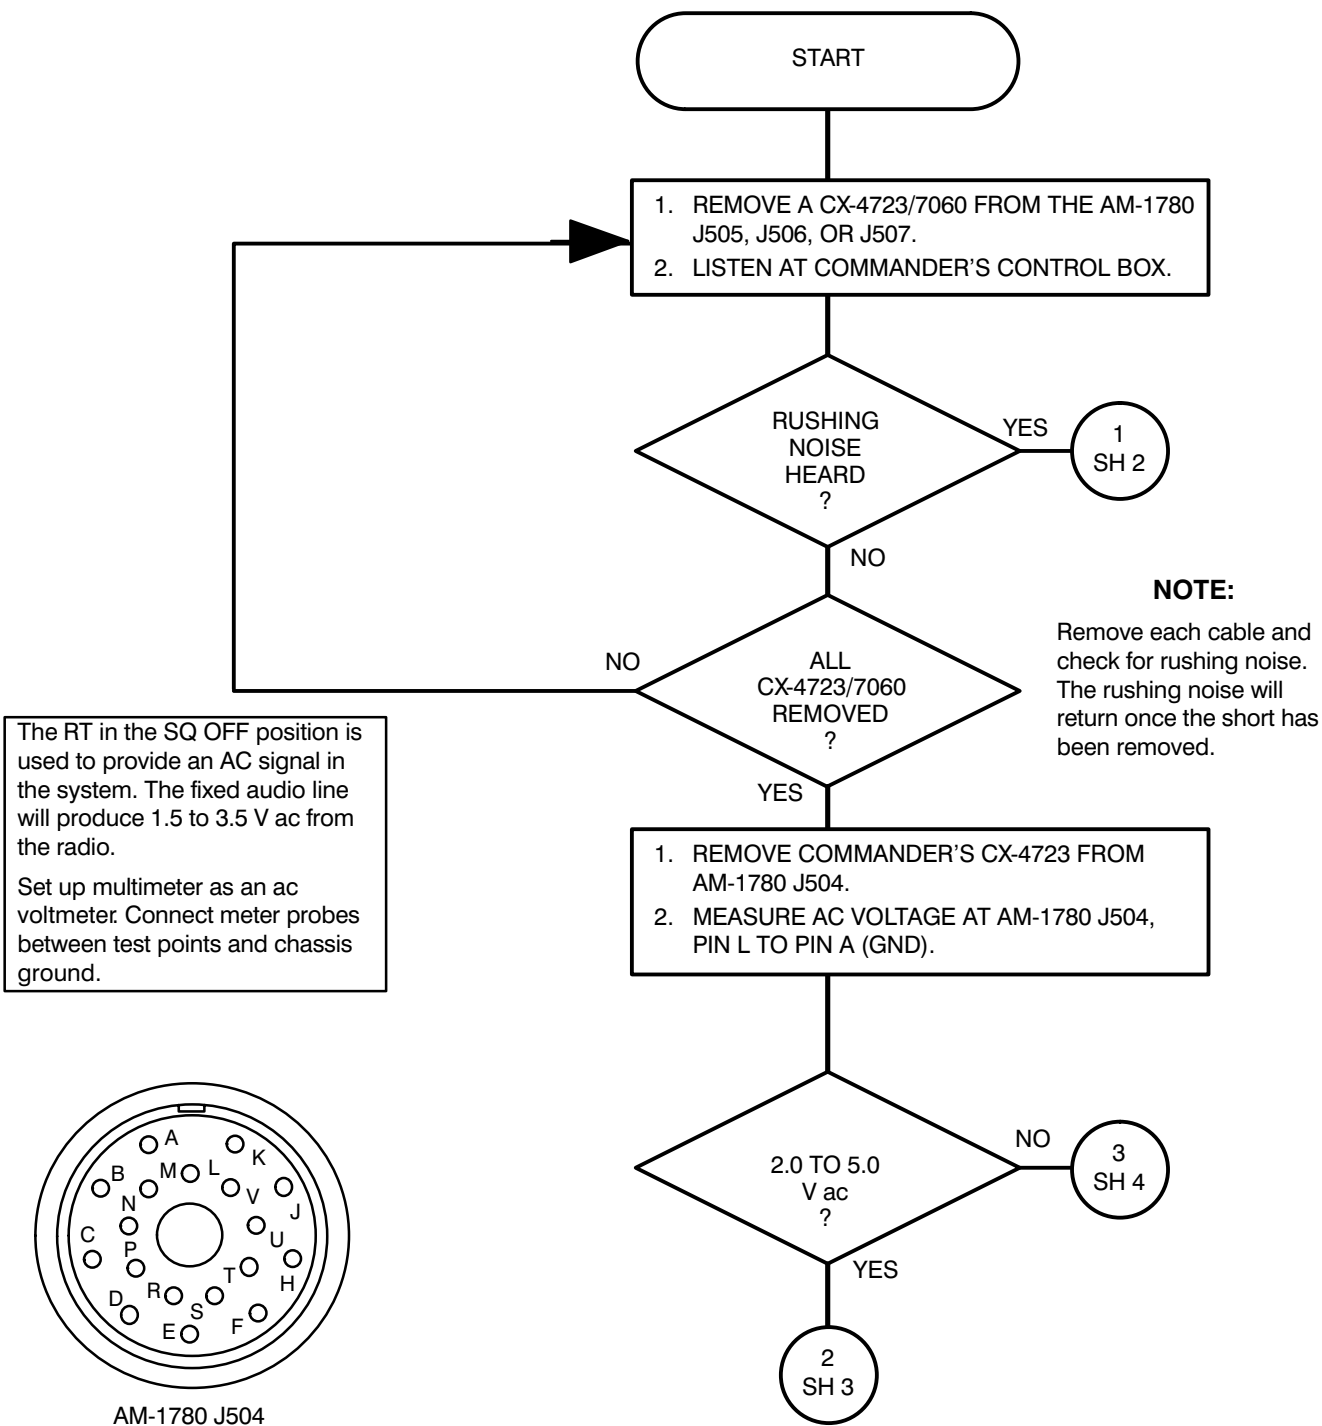 START
1. REMOVE A CX-4723/7060 FROM THE AM-1780
J505, J506, OR J507.
2. LISTEN AT COMMANDER'S CONTROL BOX.
RUSHING
NOISE
HEARD
?
YES
1
SH 2
NO
NOTE:
Remove each cable and
check for rushing noise.
The rushing noise will
return once the short has
been removed.
ALL
CX-4723/7060
REMOVED
?
NO
YES
The RT in the SQ OFF position is
used to provide an AC signal in
the system. The fixed audio line
will produce 1.5 to 3.5 V ac from
the radio.
Set up multimeter as an ac
voltmeter. Connect meter probes
between test points and chassis
ground.
1. REMOVE COMMANDER'S CX-4723 FROM
AM-1780 J504.
2. MEASURE AC VOLTAGE AT AM-1780 J504,
PIN L TO PIN A (GND).
2.0 TO 5.0
V ac
?
NO
3
SH 4
YES
2
SH 3
A
K
B
M
L
N
V
J
C
P
U
T
H
D
R
S
E
F
AM-1780 J504